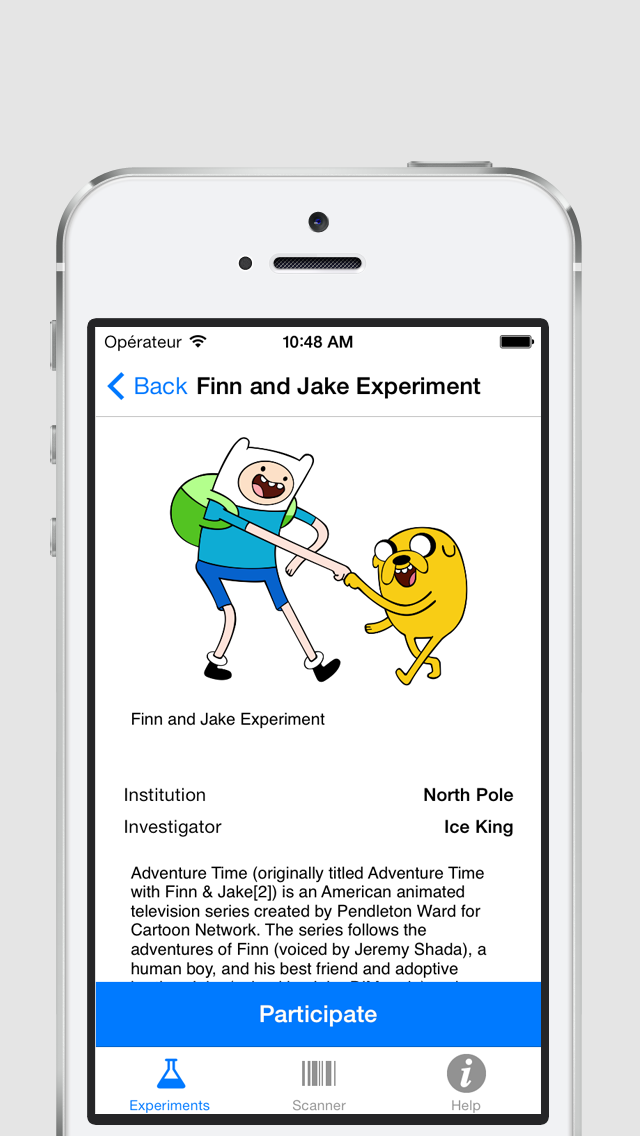 Opérateur 10:48 AM
Back Finn and Jake Experiment
Finn and Jake Experiment
Institution North Pole
Investigator Ice King
Adventure Time (originally titled Adventure Time
with Finn & Jake[2]) is an American animated
television series created by Pendleton Ward for
Cartoon Network. The series follows the
adventures of Finn (voiced by Jeremy Shada), a
human boy, and his best friend and adoptive
Participate
Experiments Scanner Help